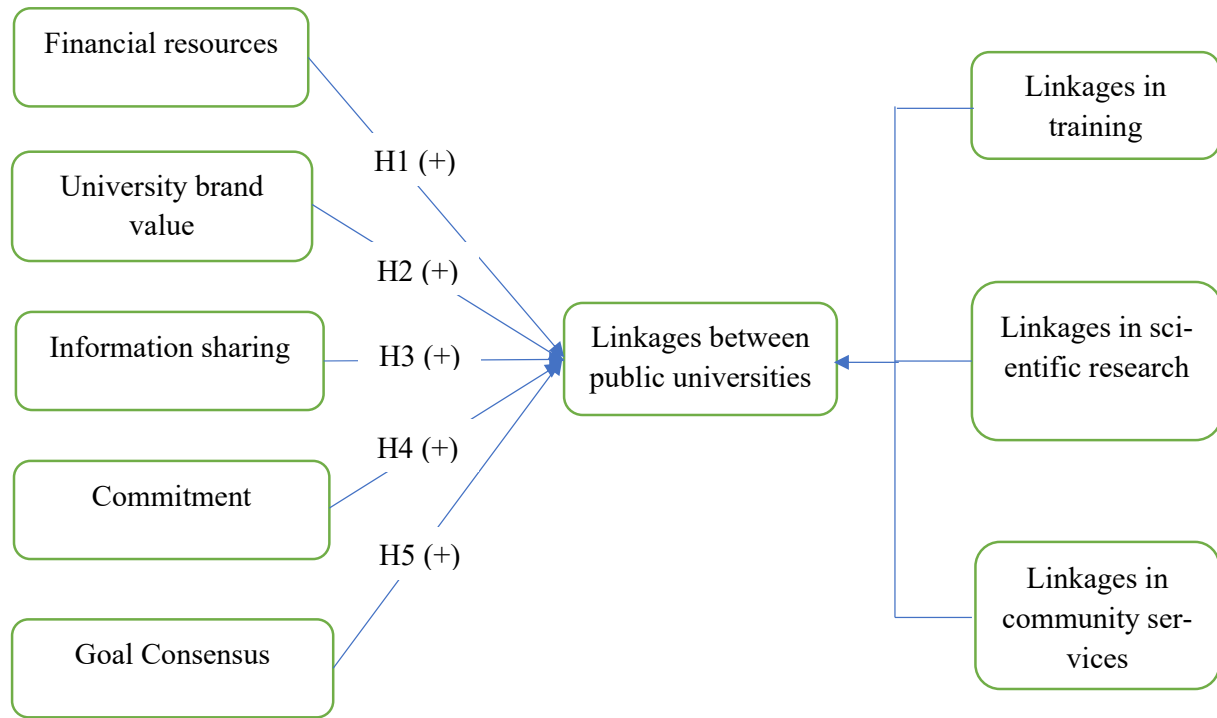 Financial resources
University brand
value
Information sharing
Commitment
Goal Consensus
H1 (+)
H2 (+)
H3 (+)
H4 (+)
H5 (+)
Linkages between
public universities
Linkages in
training
Linkages in sci-
entific research
Linkages in
community ser-
vices